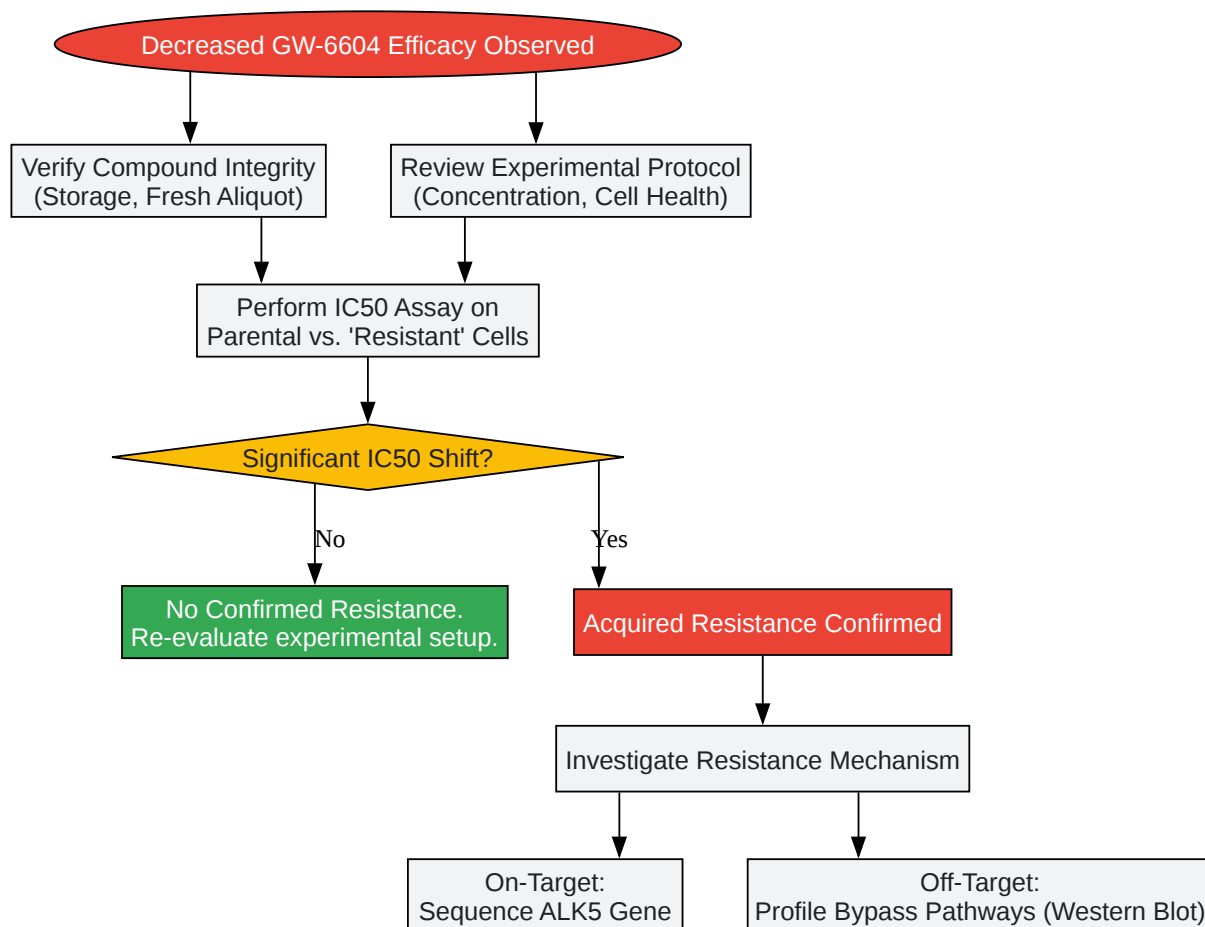 Decreased GW-6604 Efficacy Observed
Verify Compound Integrity
(Storage, Fresh Aliquot)
Review Experimental Protocol
(Concentration, Cell Health)
Perform IC50 Assay on
Parental vs. 'Resistant' Cells
Significant IC50 Shift?
No
Yes
No Confirmed Resistance.
Re-evaluate experimental setup.
Acquired Resistance Confirmed
Investigate Resistance Mechanism
On-Target:
Sequence ALK5 Gene
Off-Target:
Profile Bypass Pathways (Western Blot)